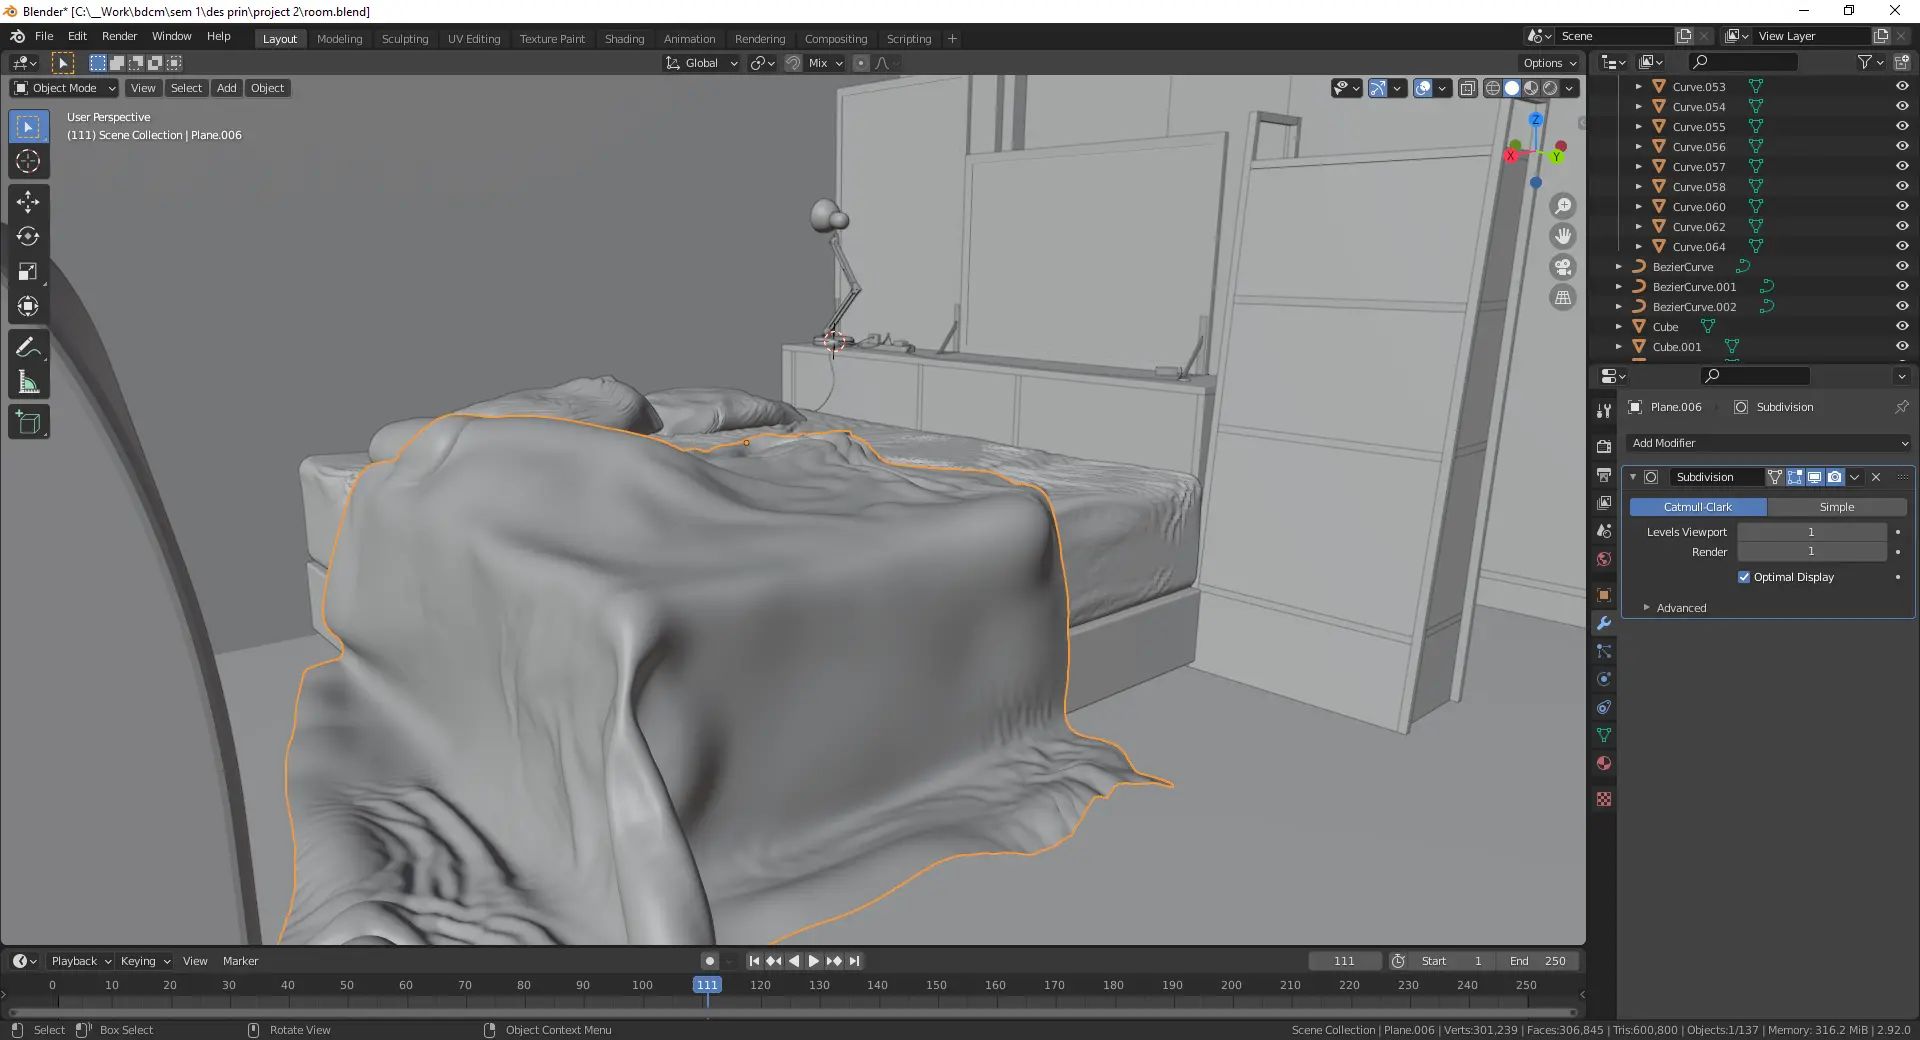 Blender* [C:\__Work\bdcm\sem 1\des prin\project 2\room.blend]
File Edit Render Window Help Layout Modeling Sculpting UV Editing Texture Paint Shading Animation Rendering Compositing Scripting + Scene View Layer
Global Mix Options
Object Mode View Select Add Object
User Perspective
(111) Scene Collection | Plane.006
Z
X
Y
Curve.053
Curve.054
Curve.055
Curve.056
Curve.057
Curve.058
Curve.060
Curve.062
Curve.064
BezierCurve
BezierCurve.001
BezierCurve.002
Cube
Cube.001
Plane.006 Subdivision
Add Modifier
Subdivision
Catmull-Clark Simple
Levels Viewport 1
Render 1
Optimal Display
Advanced
Playback Keying View Marker 111 Start 1 End 250
0 10 20 30 40 50 60 70 80 90 100 111 120 130 140 150 160 170 180 190 200 210 220 230 240 250
Select Box Select Rotate View Object Context Menu Scene Collection | Plane.006 | Verts:301,239 | Faces:306,845 | Tris:600,800 | Objects:1/137 | Memory: 316.2 MiB | 2.92.0